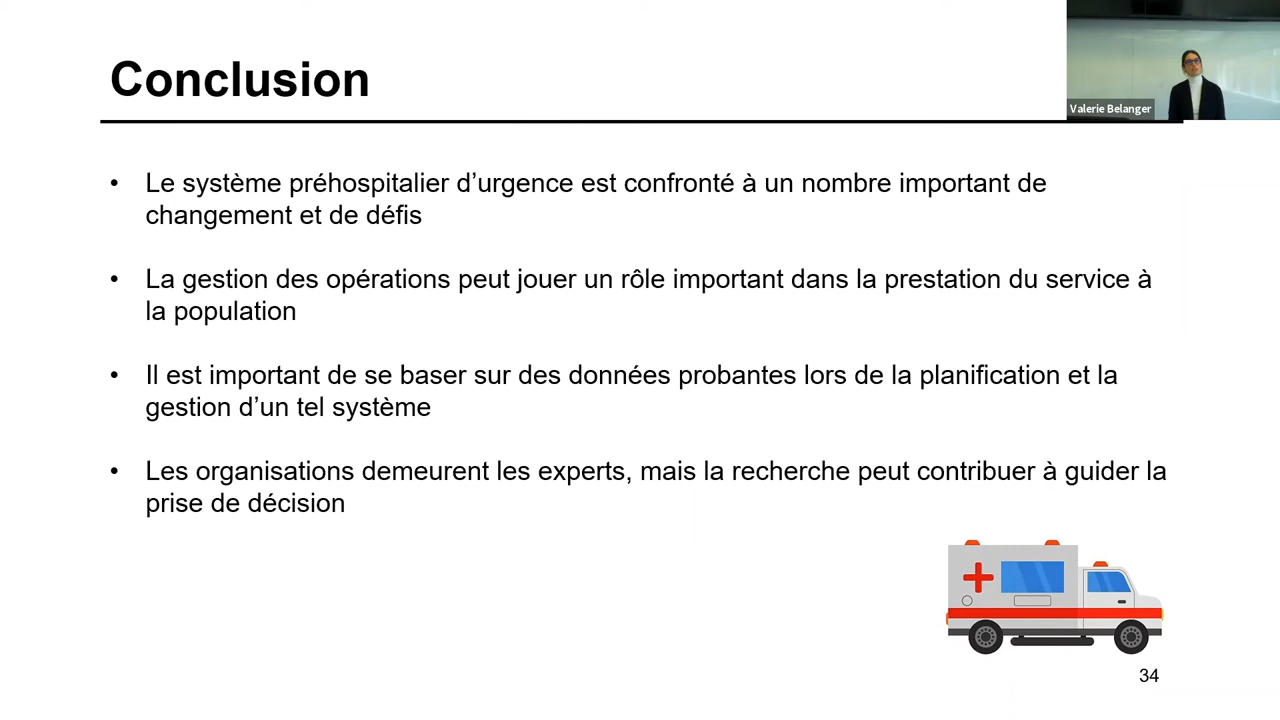 Conclusion
Valerie Belanger
• Le système préhospitalier d’urgence est confronté à un nombre important de
changement et de défis
• La gestion des opérations peut jouer un rôle important dans la prestation du service à
la population
• Il est important de se baser sur des données probantes lors de la planification et la
gestion d’un tel système
• Les organisations demeurent les experts, mais la recherche peut contribuer à guider la
prise de décision
34